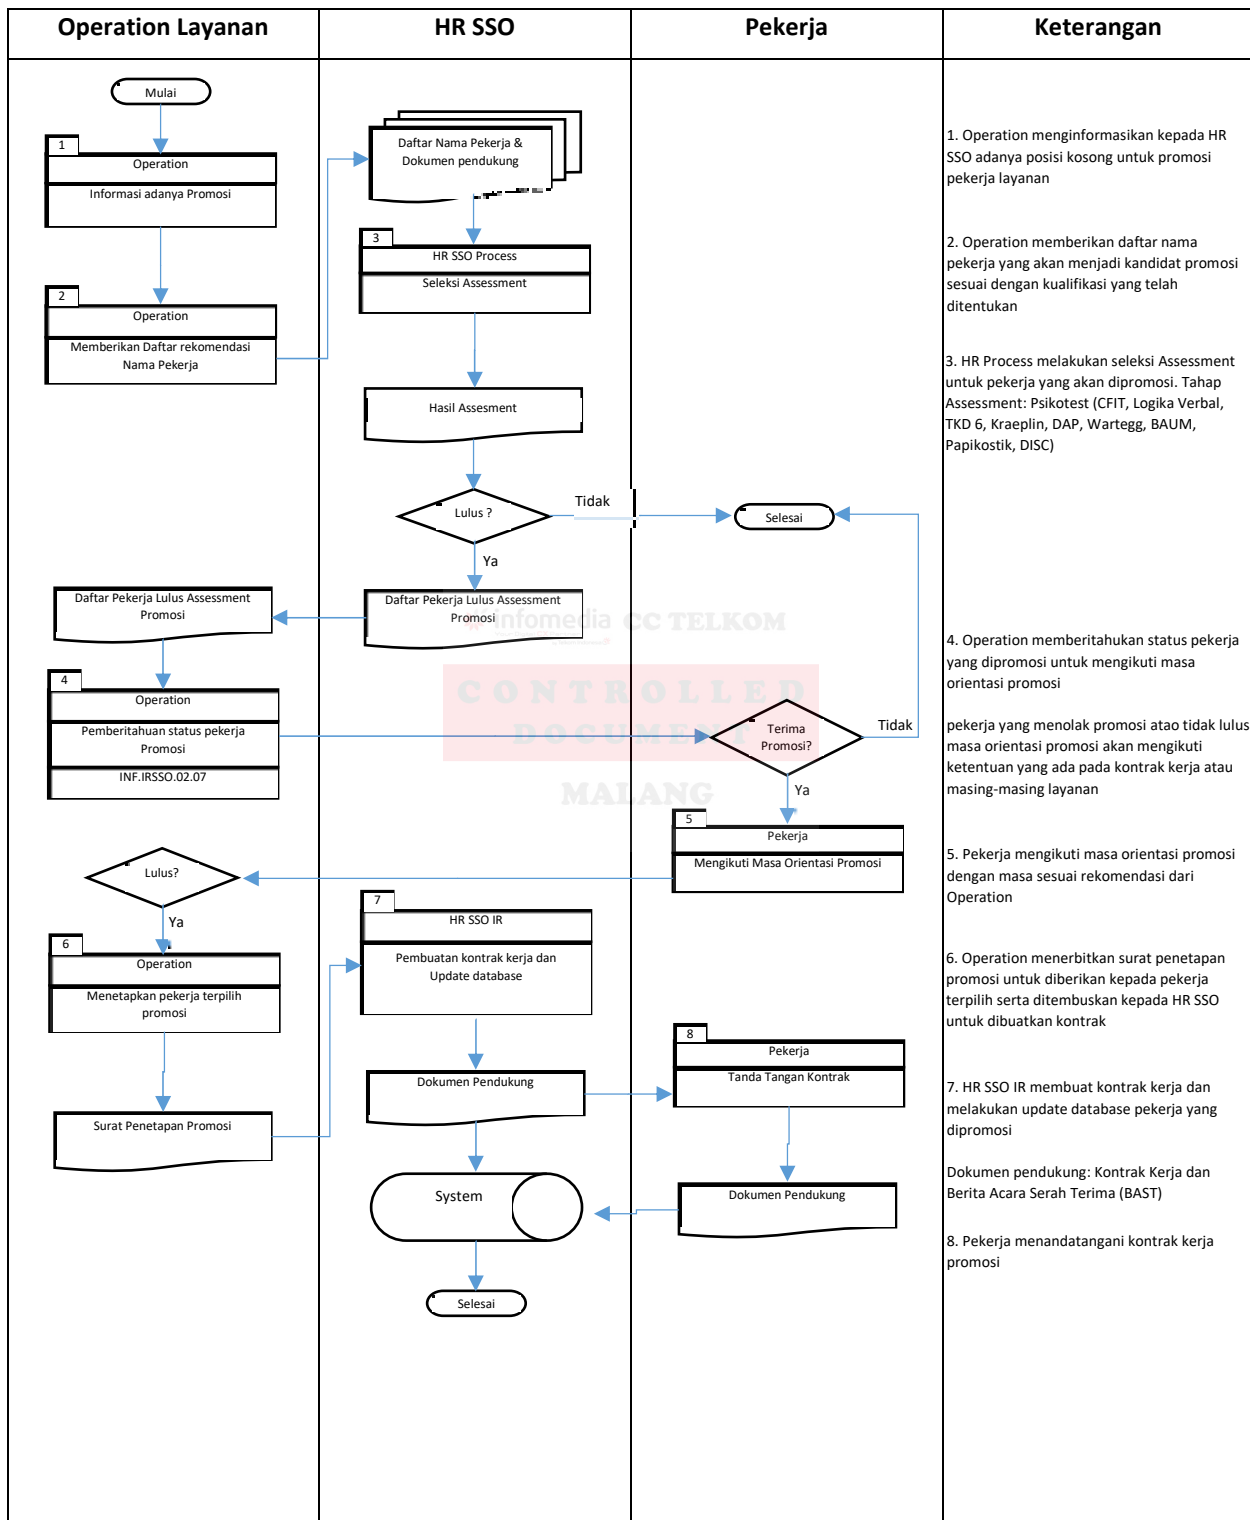 Operation Layanan
HR SSO
Pekerja
Keterangan
Mulai
1
Operation
Informasi adanya Promosi
2
Operation
Memberikan Daftar rekomendasi
Nama Pekerja
Daftar Nama Pekerja &
Dokumen pendukung
3
HR SSO Process
Seleksi Assessment
Hasil Assesment
Lulus ?
Tidak
Selesai
Ya
Daftar Pekerja Lulus Assessment
Promosi
Daftar Pekerja Lulus Assessment
Promosi
infomedia CC TELKOM
CONTROLLED
DOCUMENT
MALANG
4
Operation
Pemberitahuan status pekerja
Promosi
INF.IRSSO.02.07
Terima
Promosi?
Tidak
Ya
5
Pekerja
Mengikuti Masa Orientasi Promosi
Lulus?
Ya
6
Operation
Menetapkan pekerja terpilih
promosi
Surat Penetapan Promosi
7
HR SSO IR
Pembuatan kontrak kerja dan
Update database
Dokumen Pendukung
8
Pekerja
Tanda Tangan Kontrak
Dokumen Pendukung
System
Selesai
1. Operation menginformasikan kepada HR
SSO adanya posisi kosong untuk promosi
pekerja layanan
2. Operation memberikan daftar nama
pekerja yang akan menjadi kandidat promosi
sesuai dengan kualifikasi yang telah
ditentukan
3. HR Process melakukan seleksi Assessment
untuk pekerja yang akan dipromosi. Tahap
Assessment: Psikotest (CFIT, Logika Verbal,
TKD 6, Kraeplin, DAP, Wartegg, BAUM,
Papikostik, DISC)
4. Operation memberitahukan status pekerja
yang dipromosi untuk mengikuti masa
orientasi promosi
pekerja yang menolak promosi atao tidak lulus
masa orientasi promosi akan mengikuti
ketentuan yang ada pada kontrak kerja atau
masing-masing layanan
5. Pekerja mengikuti masa orientasi promosi
dengan masa sesuai rekomendasi dari
Operation
6. Operation menerbitkan surat penetapan
promosi untuk diberikan kepada pekerja
terpilih serta ditembuskan kepada HR SSO
untuk dibuatkan kontrak
7. HR SSO IR membuat kontrak kerja dan
melakukan update database pekerja yang
dipromosi
Dokumen pendukung: Kontrak Kerja dan
Berita Acara Serah Terima (BAST)
8. Pekerja menandatangani kontrak kerja
promosi